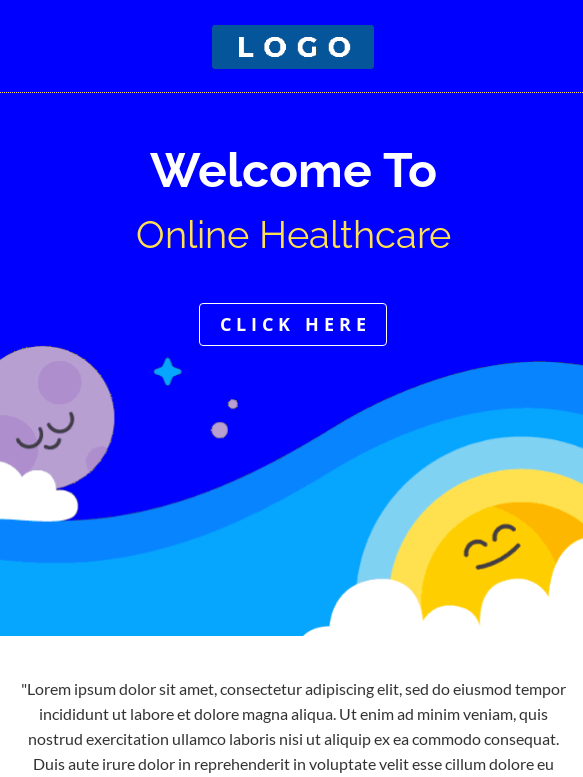 LOGO
Welcome To
Online Healthcare
CLICK HERE
"Lorem ipsum dolor sit amet, consectetur adipiscing elit, sed do eiusmod tempor
incididunt ut labore et dolore magna aliqua. Ut enim ad minim veniam, quis
nostrud exercitation ullamco laboris nisi ut aliquip ex ea commodo consequat.
Duis aute irure dolor in reprehenderit in voluptate velit esse cillum dolore eu